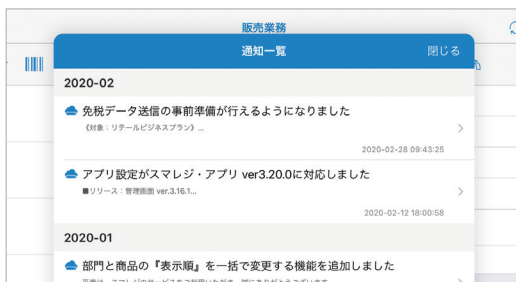 販売業務
通知一覧
閉じる
2020-02
免税データ送信の事前準備が行えるようになりました
《対象：リテールビジネスプラン》...
2020-02-28 09:43:25
アプリ設定がスマレジ・アプリ ver3.20.0に対応しました
■リリース：管理画面 ver.3.16.1...
2020-02-12 18:00:58
2020-01
部門と商品の『表示順』を一括で変更する機能を追加しました